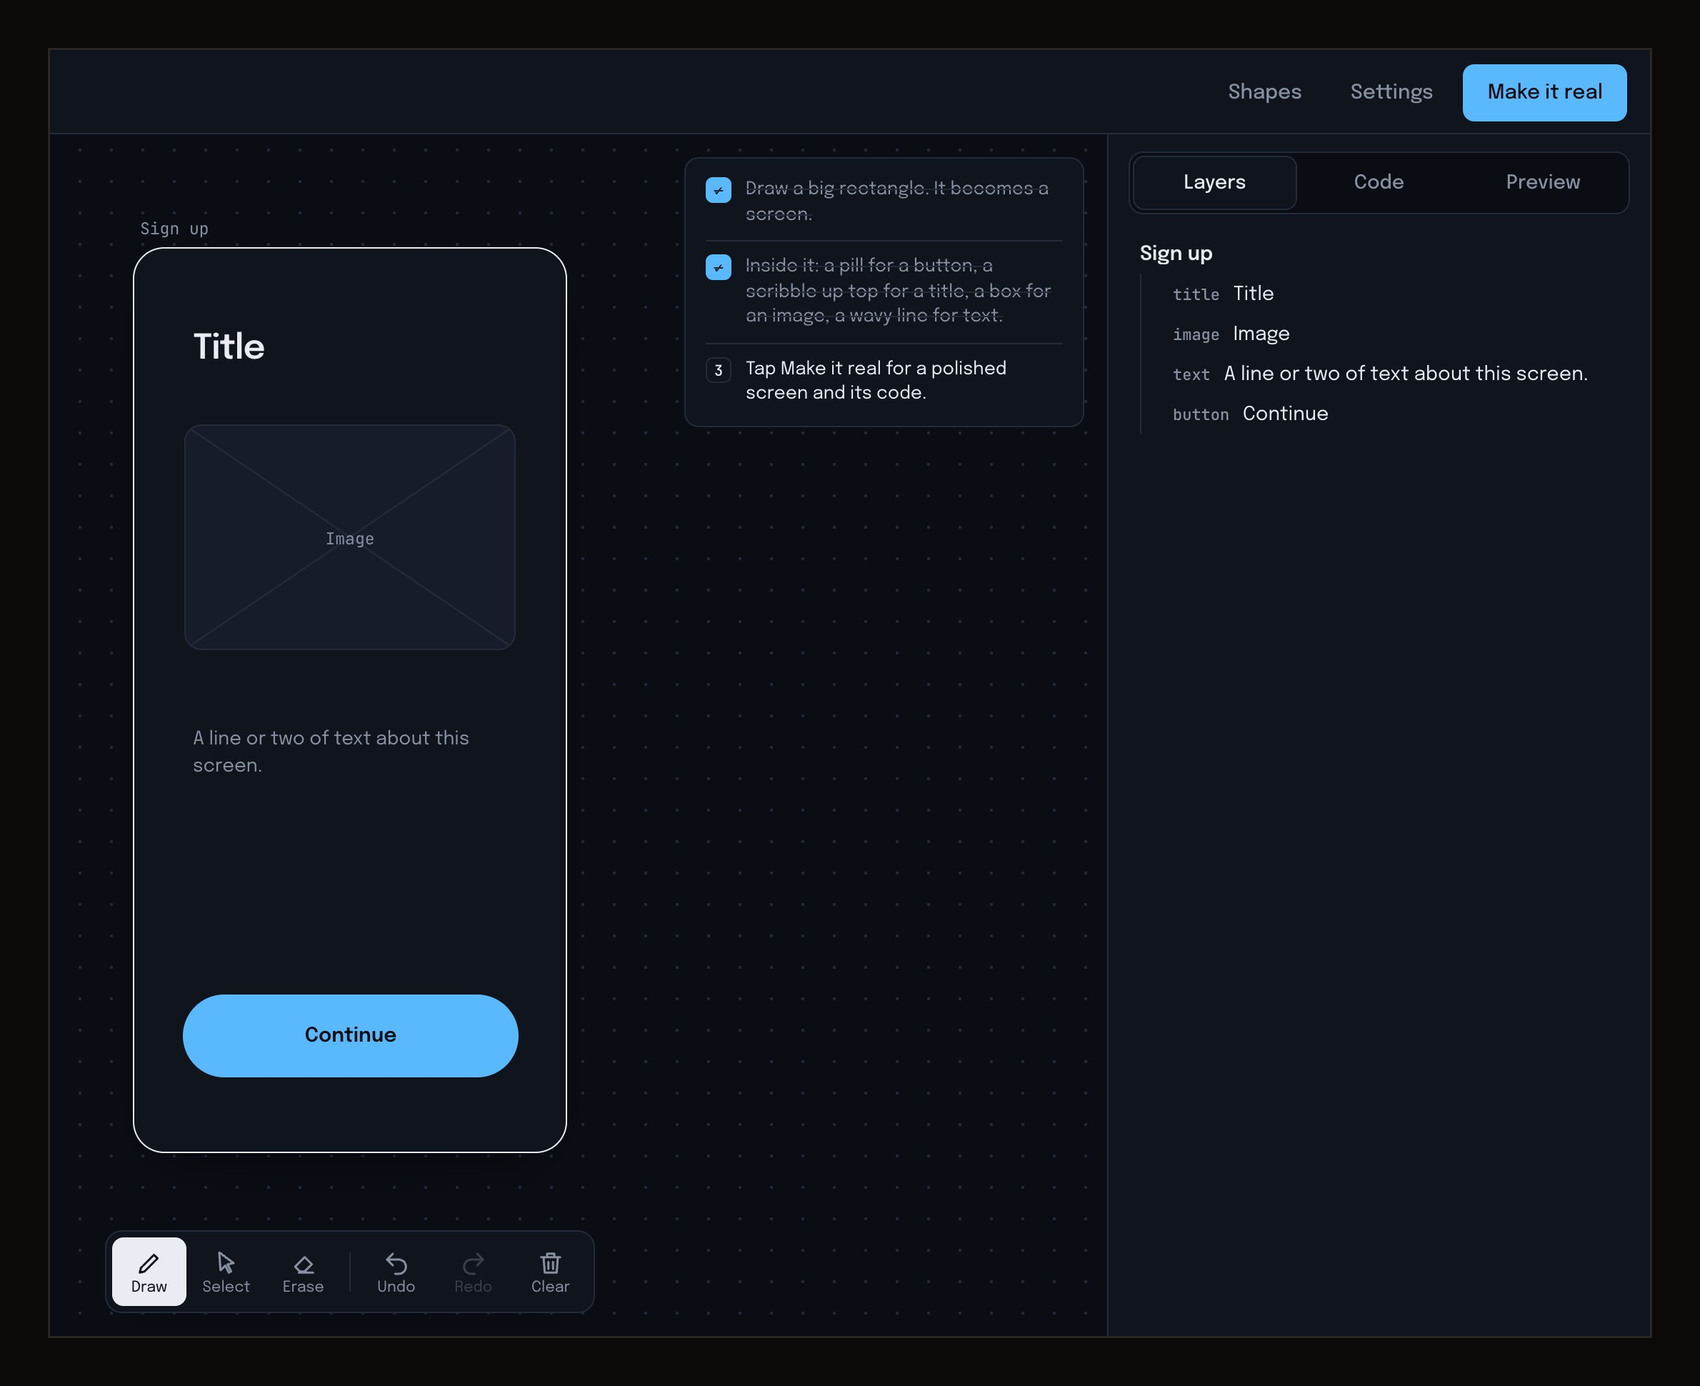 Shapes
Settings
Make it real
Sign up
Title
Image
A line or two of text about this
screen.
Continue
Draw a big rectangle. It becomes a
screen.
Inside it: a pill for a button, a
scribble up top for a title, a box for
an image, a wavy line for text.
3
Tap Make it real for a polished
screen and its code.
Draw
Select
Erase
Undo
Redo
Clear
Layers
Code
Preview
Sign up
title Title
image Image
text A line or two of text about this screen.
button Continue